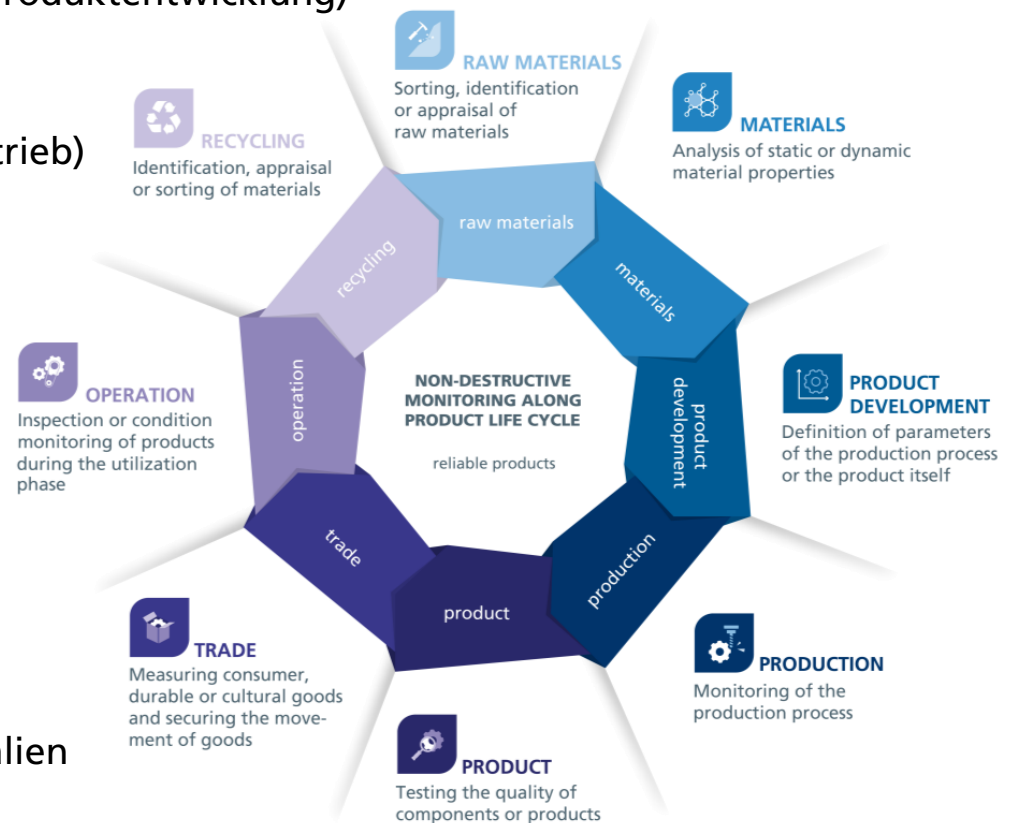 roduktentwicklung)
trieb)
lien
RAW MATERIALS
Sorting, identification
or appraisal of
raw materials
MATERIALS
Analysis of static or dynamic
material properties
PRODUCT
DEVELOPMENT
Definition of parameters
of the production process
or the product itself
PRODUCTION
Monitoring of the
production process
PRODUCT
Testing the quality of
components or products
TRADE
Measuring consumer,
durable or cultural goods
and securing the move-
ment of goods
OPERATION
Inspection or condition
monitoring of products
during the utilization
phase
RECYCLING
Identification, appraisal
or sorting of materials
raw materials
materials
product
development
production
product
trade
operation
recycling
NON-DESTRUCTIVE
MONITORING ALONG
PRODUCT LIFE CYCLE
reliable products